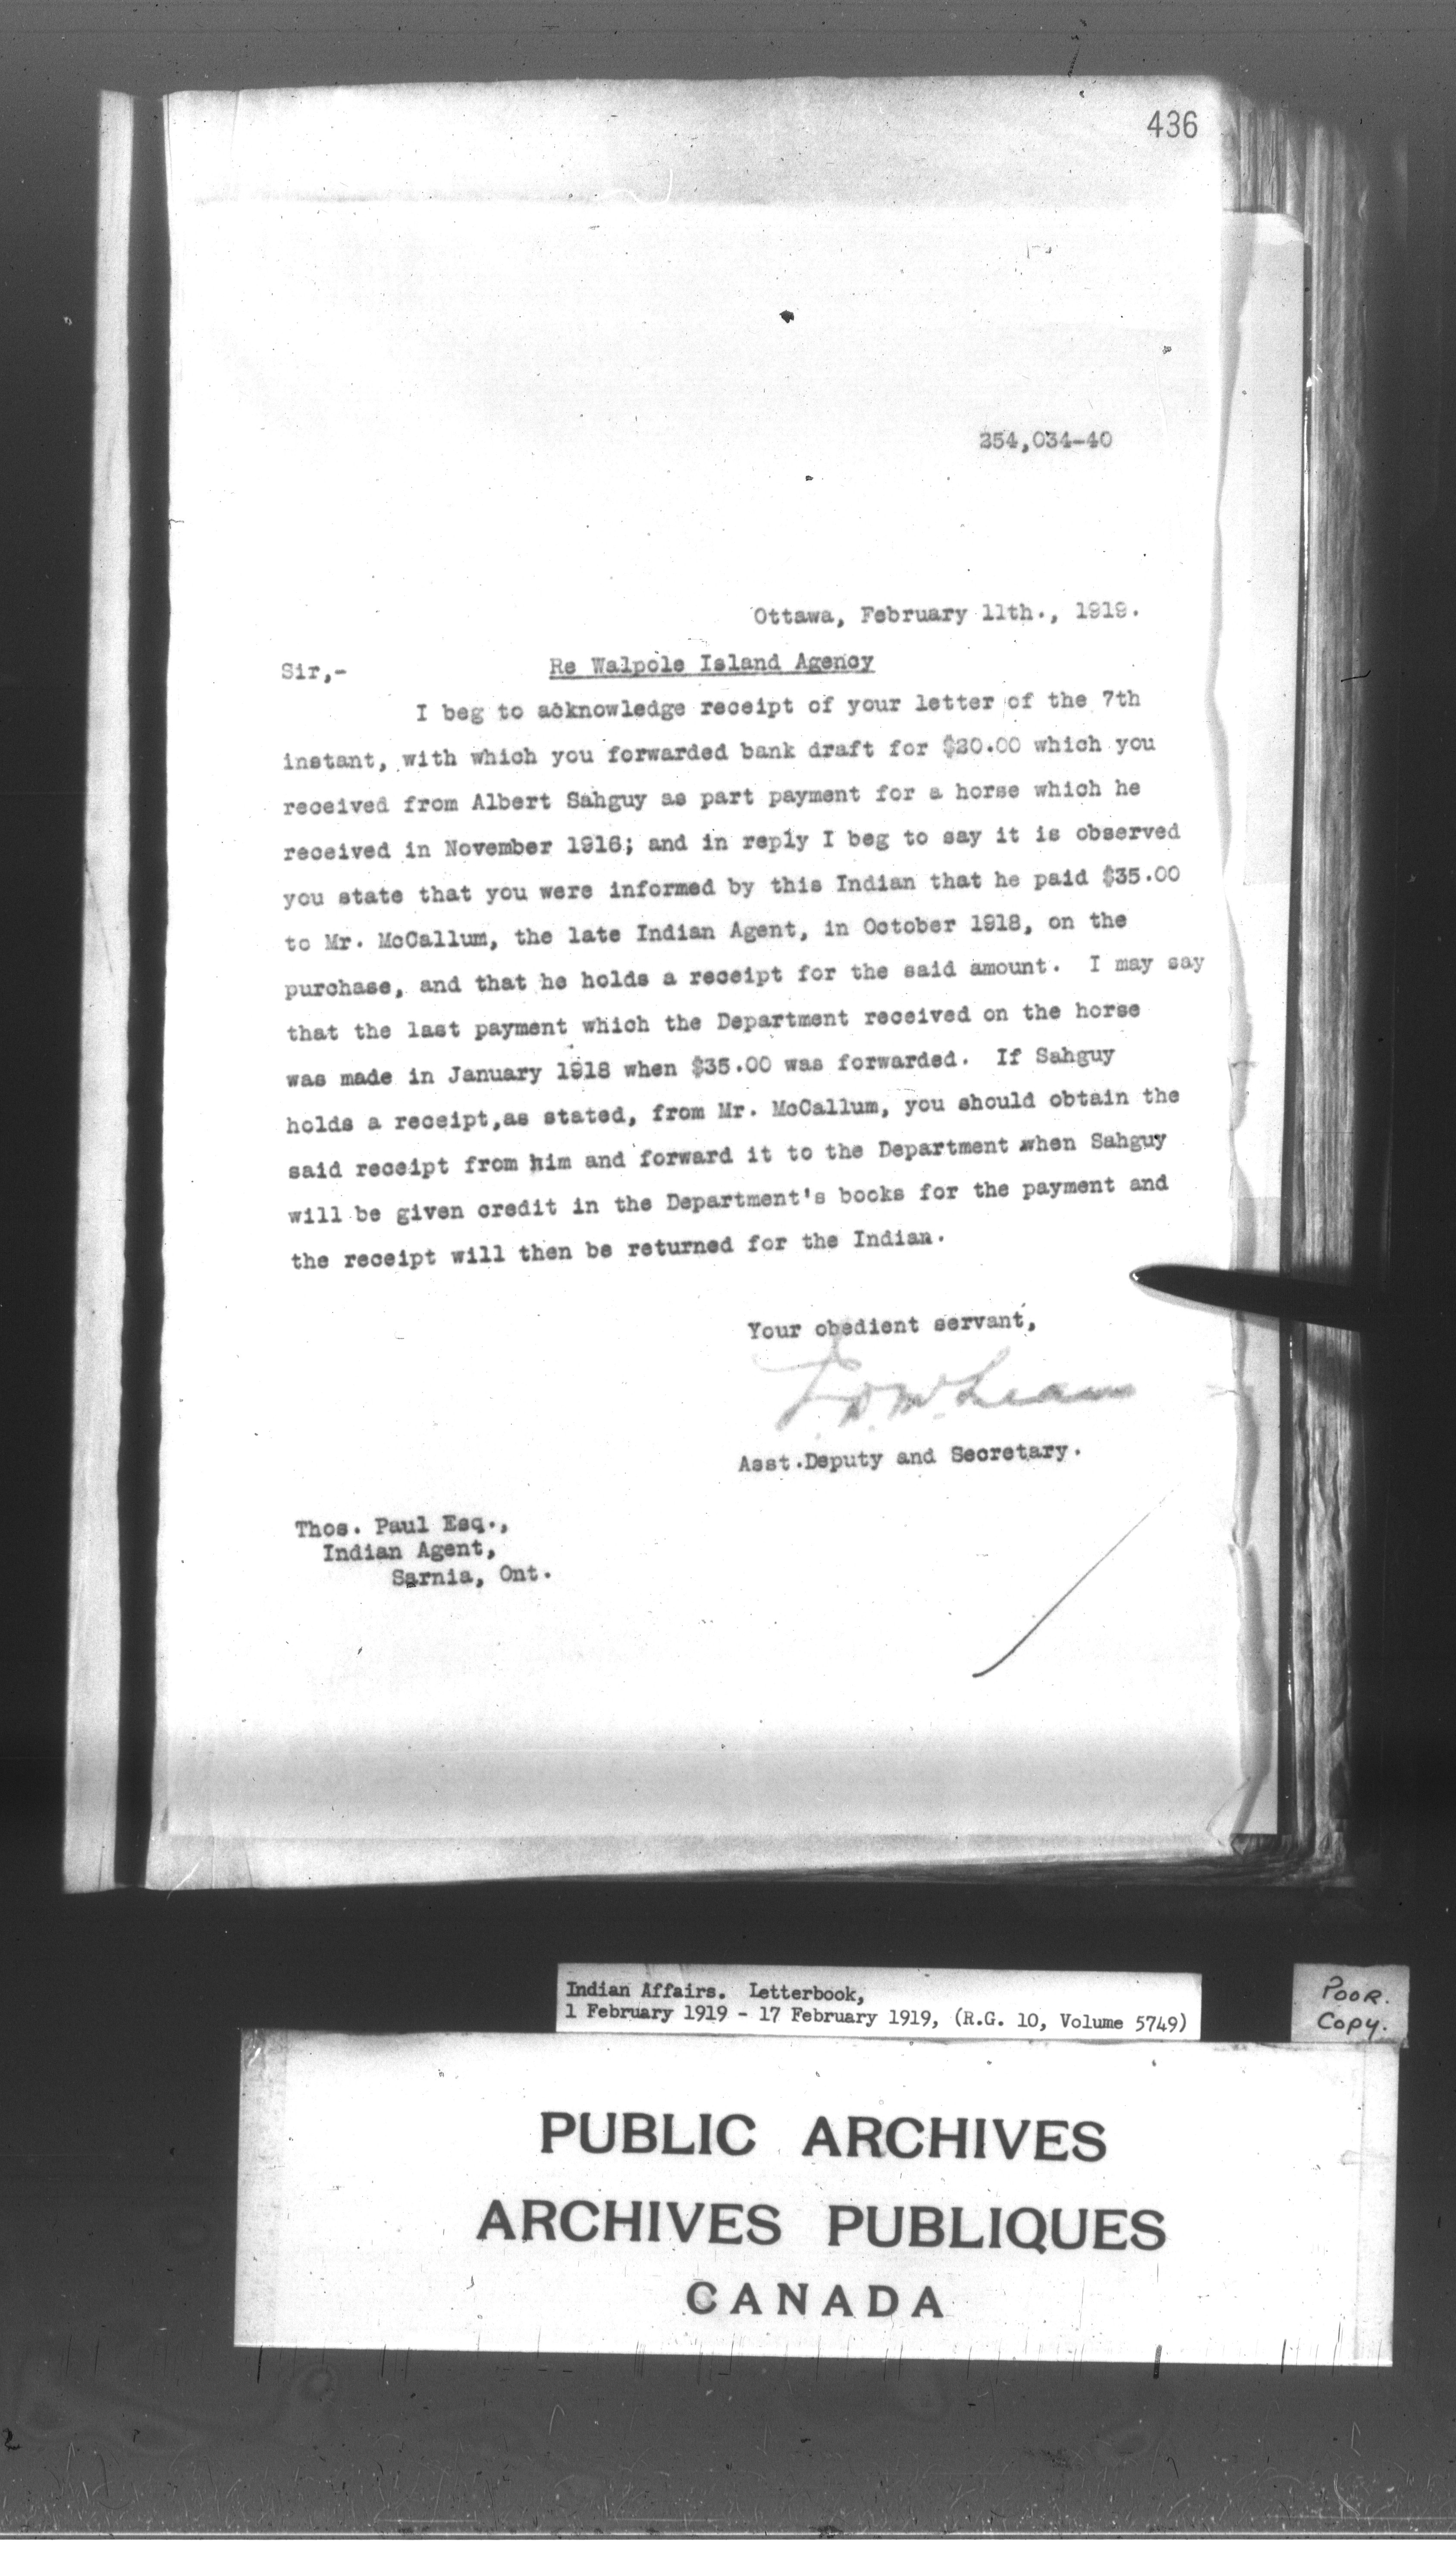 436
254,034-40
Ottawa, February 11th., 1919.
Sir,- Re Walpole Island Agency
I beg to acknowledge receipt of your letter of the 7th
instant, with which you forwarded bank draft for $20.00 which you
received from Albert Sahguy as part payment for a horse which he
received in November 1916; and in reply I beg to say it is observed
you state that you were informed by this Indian that he paid $35.00
to Mr. McCallum, the late Indian Agent, in October 1918, on the
purchase, and that he holds a receipt for the said amount. I may say
that the last payment which the Department received on the horse
was made in January 1918 when $35.00 was forwarded. If Sahguy
holds a receipt,as stated, from Mr. McCallum, you should obtain the
said receipt from him and forward it to the Department when Sahguy
will be given credit in the Department's books for the payment and
the receipt will then be returned for the Indian.
Your obedient servant,
J.D.McLean
Asst.Deputy and Secretary.
Thos. Paul Esq.,
Indian Agent,
Sarnia, Ont.
Indian Affairs. Letterbook,
1 February 1919 - 17 February 1919, (R.G. 10, Volume 5749)
POOR.
COPY.
PUBLIC ARCHIVES
ARCHIVES PUBLIQUES
CANADA